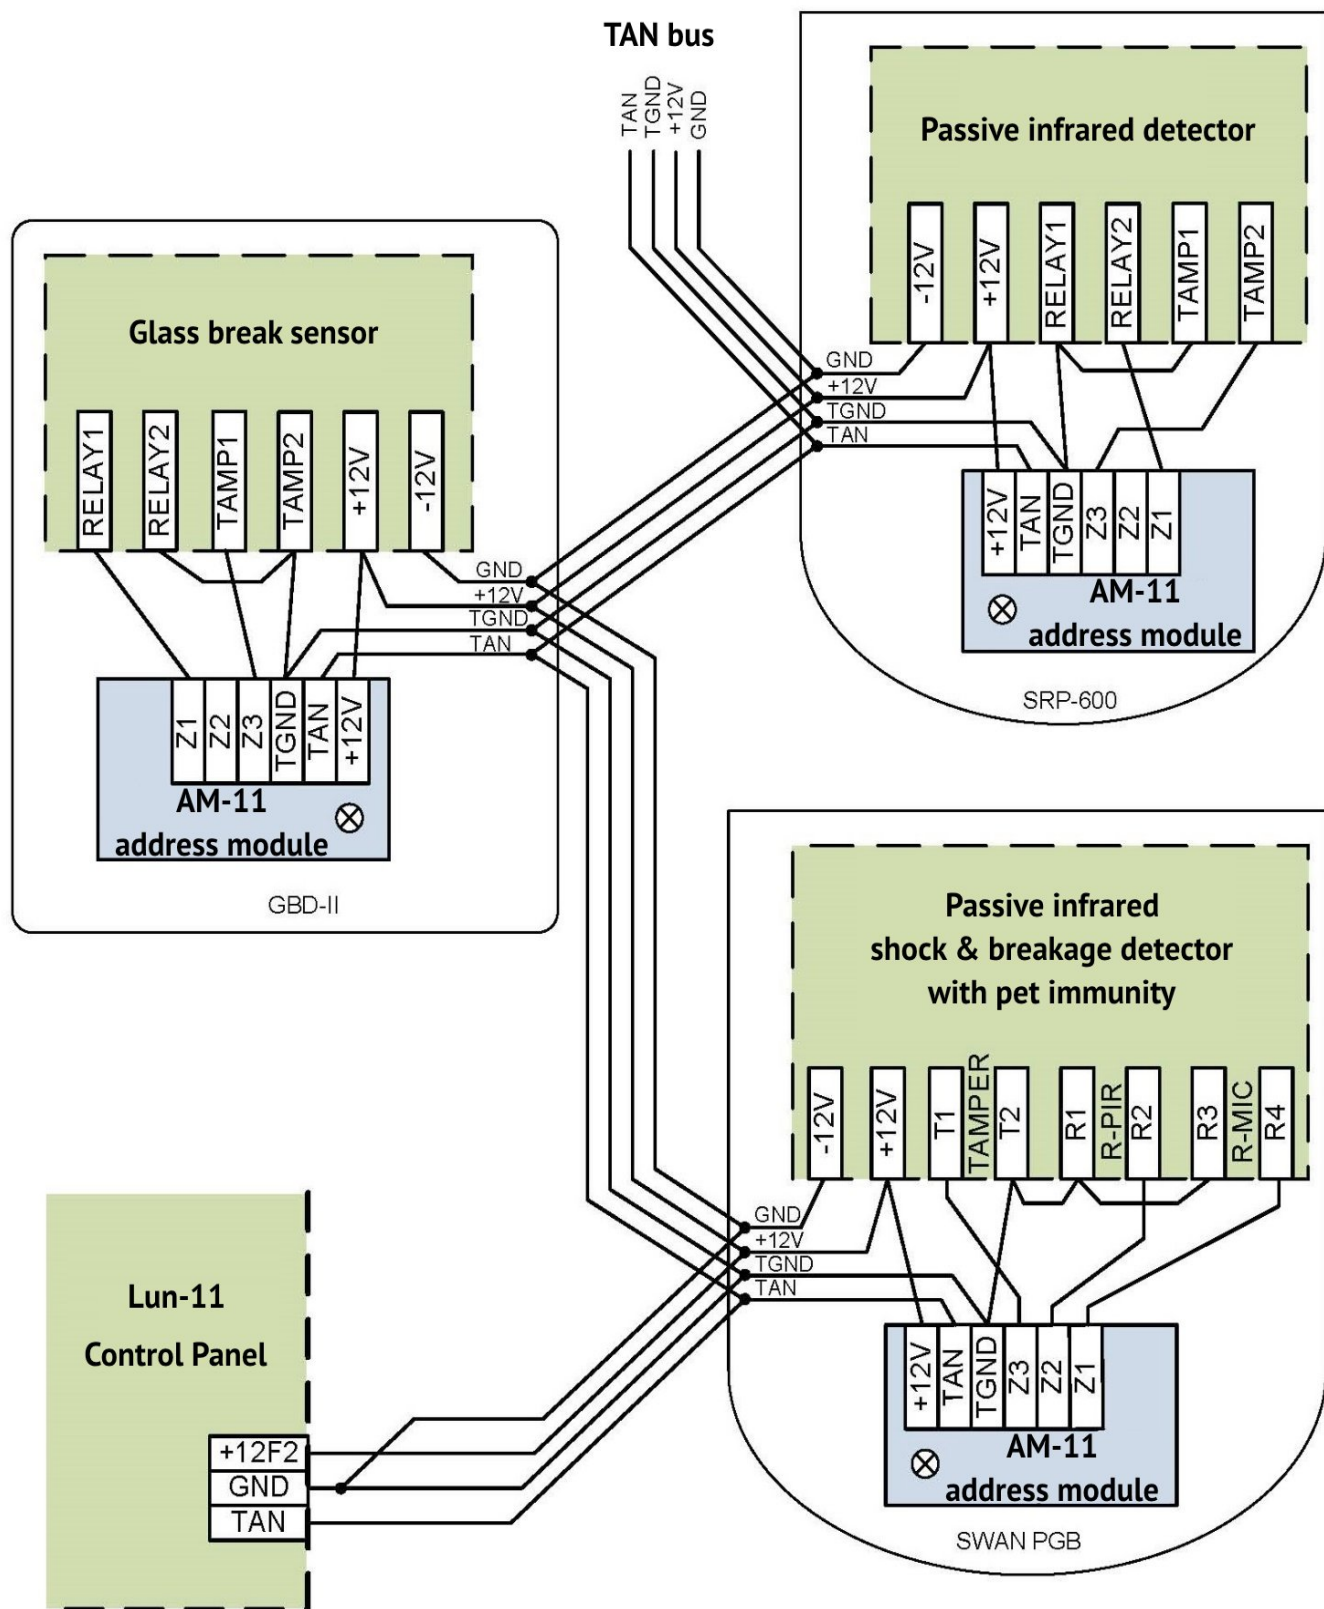 TAN bus
TAN
TGND
+12V
GND
Passive infrared detector
-12V
+12V
RELAY1
RELAY2
TAMP1
TAMP2
GND
+12V
TGND
TAN
+12V
TAN
TGND
Z3
Z2
Z1
AM-11
address module
SRP-600
Glass break sensor
RELAY1
RELAY2
TAMP1
TAMP2
+12V
-12V
GND
+12V
TGND
TAN
Z1
Z2
Z3
TGND
TAN
+12V
AM-11
address module
GBD-II
Passive infrared
shock & breakage detector
with pet immunity
-12V
+12V
T1
TAMPER
T2
R1
R-PIR
R2
R3
R-MIC
R4
GND
+12V
TGND
TAN
+12V
TAN
TGND
Z3
Z2
Z1
AM-11
address module
SWAN PGB
Lun-11
Control Panel
+12F2
GND
TAN